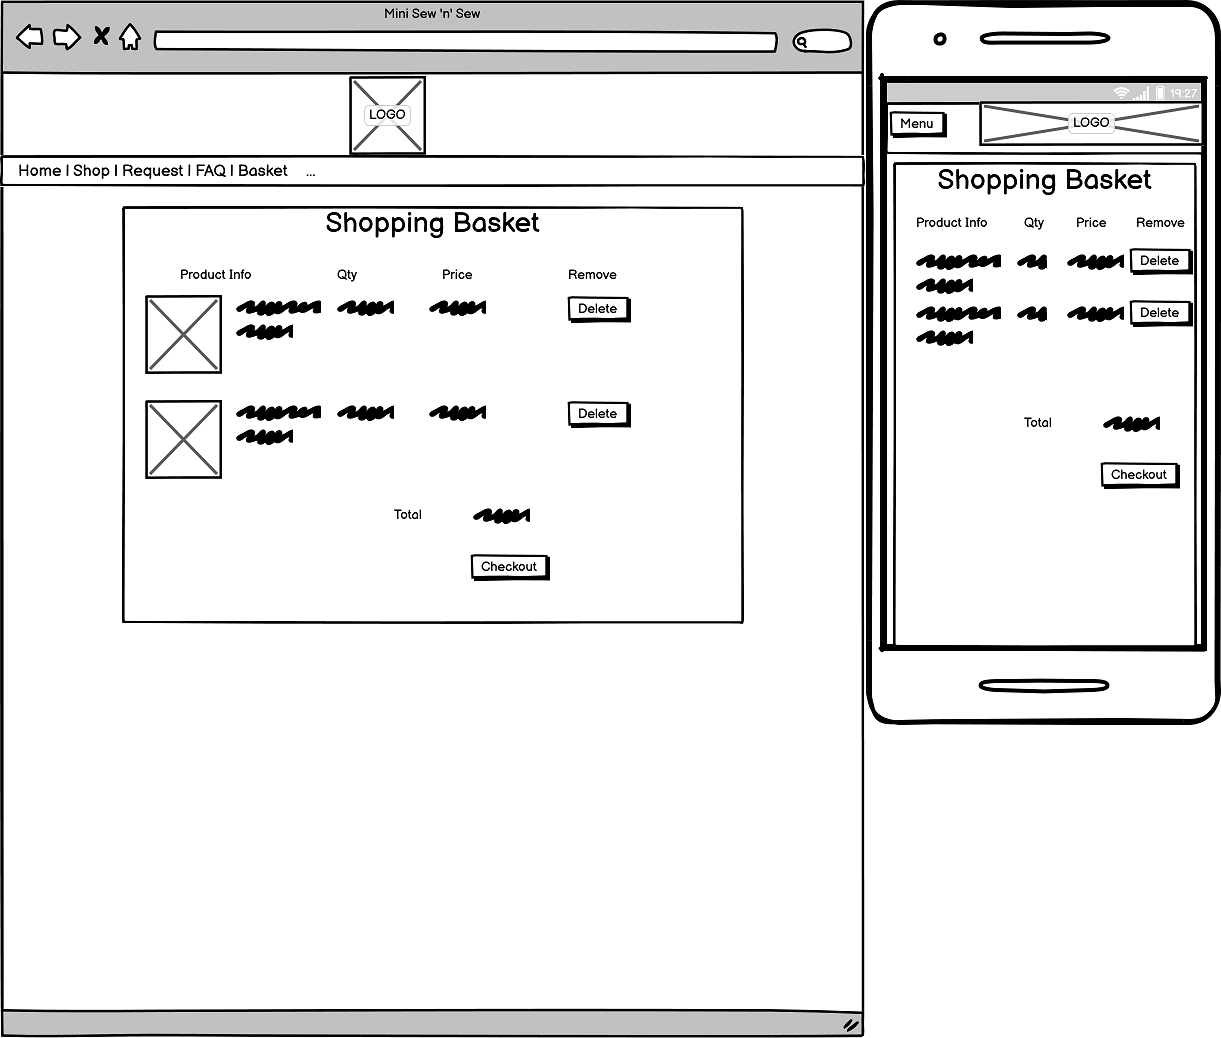 Mini Sew 'n' Sew
LOGO
Home | Shop | Request | FAQ | Basket ...
Shopping Basket
Product Info Qty Price Remove
Delete
Delete
Total
Checkout
19:27
Menu LOGO
Shopping Basket
Product Info Qty Price Remove
Delete
Delete
Total
Checkout